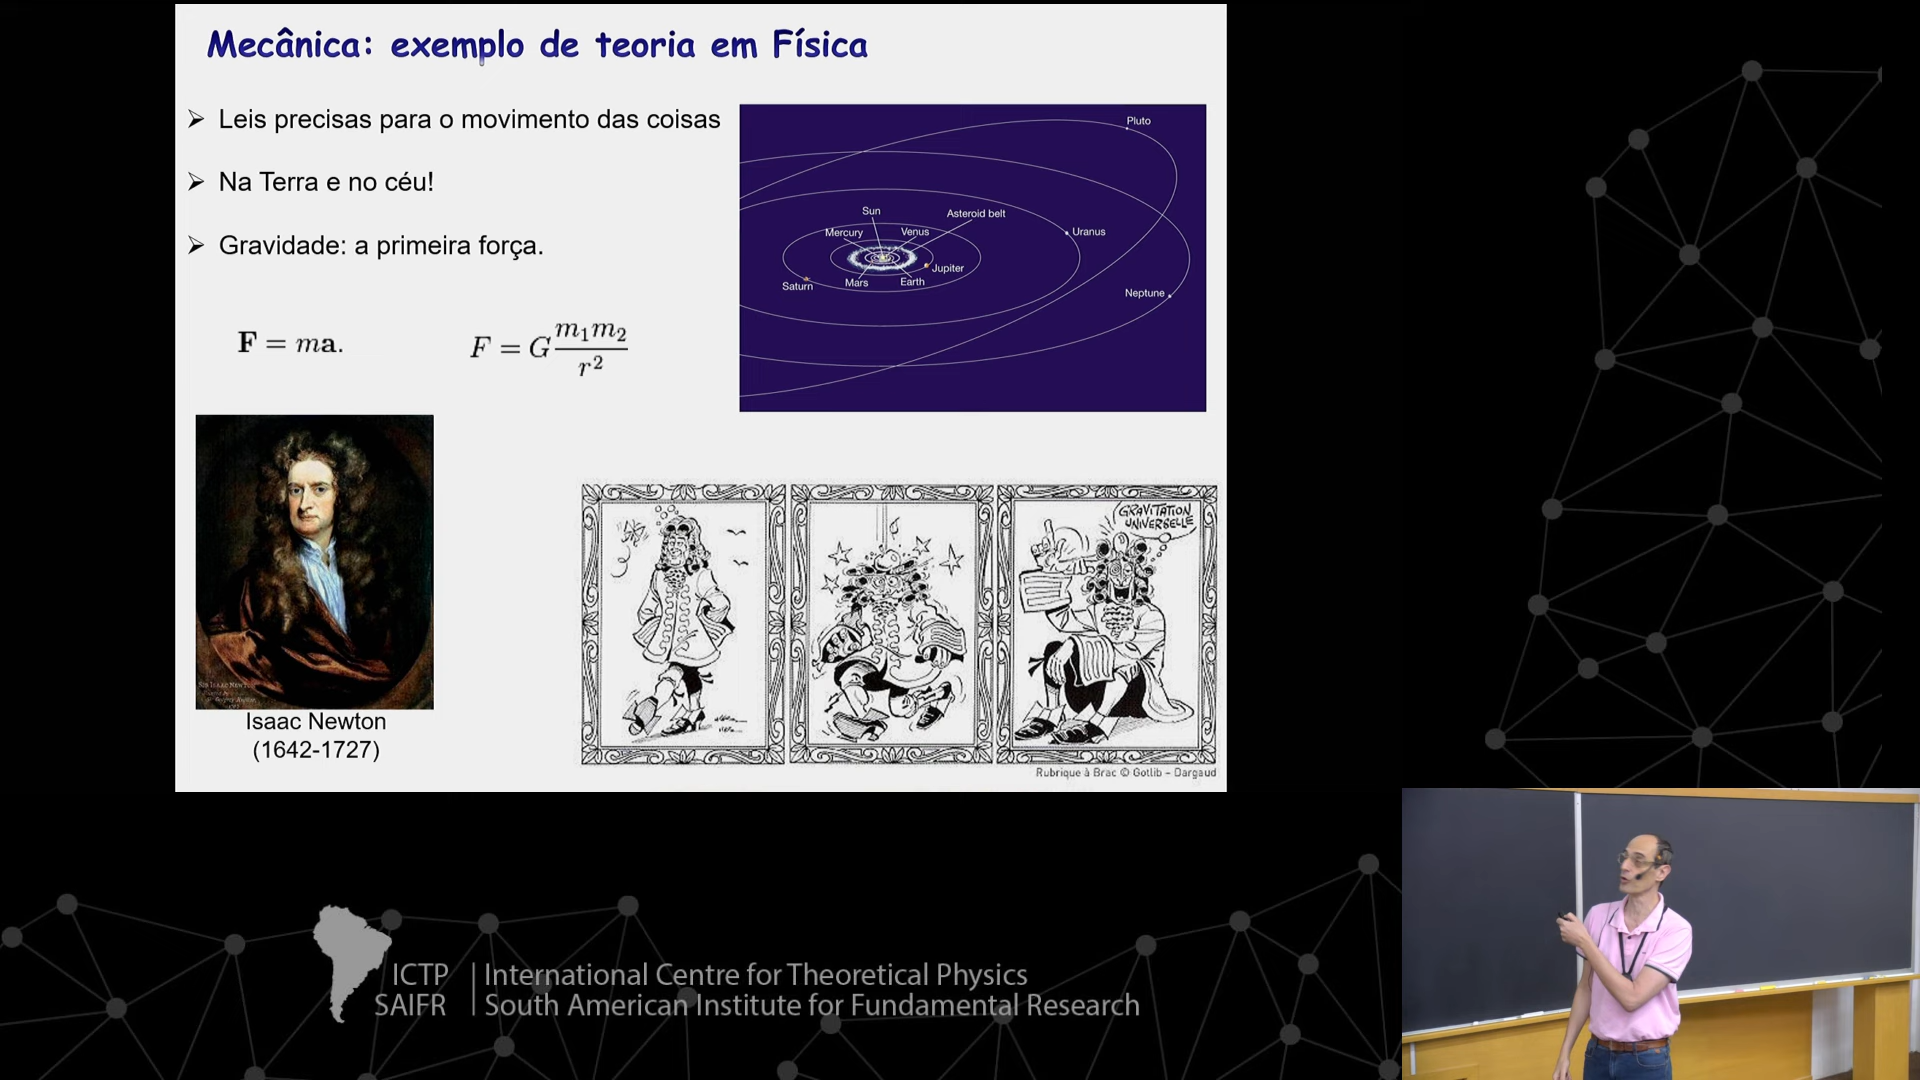 Mecânica: exemplo de teoria em Física
Leis precisas para o movimento das coisas
Na Terra e no céu!
Gravidade: a primeira força.
F = ma.
F = G m₁m₂ / r²
Pluto
Sun
Asteroid belt
Mercury
Venus
Uranus
Jupiter
Saturn
Mars
Earth
Neptune
GRAVITATION
UNIVERSELLE
Isaac Newton
(1642-1727)
Rubrique à Brac © Gotlib - Dargaud
ICTP
SAIFR
International Centre for Theoretical Physics
South American Institute for Fundamental Research